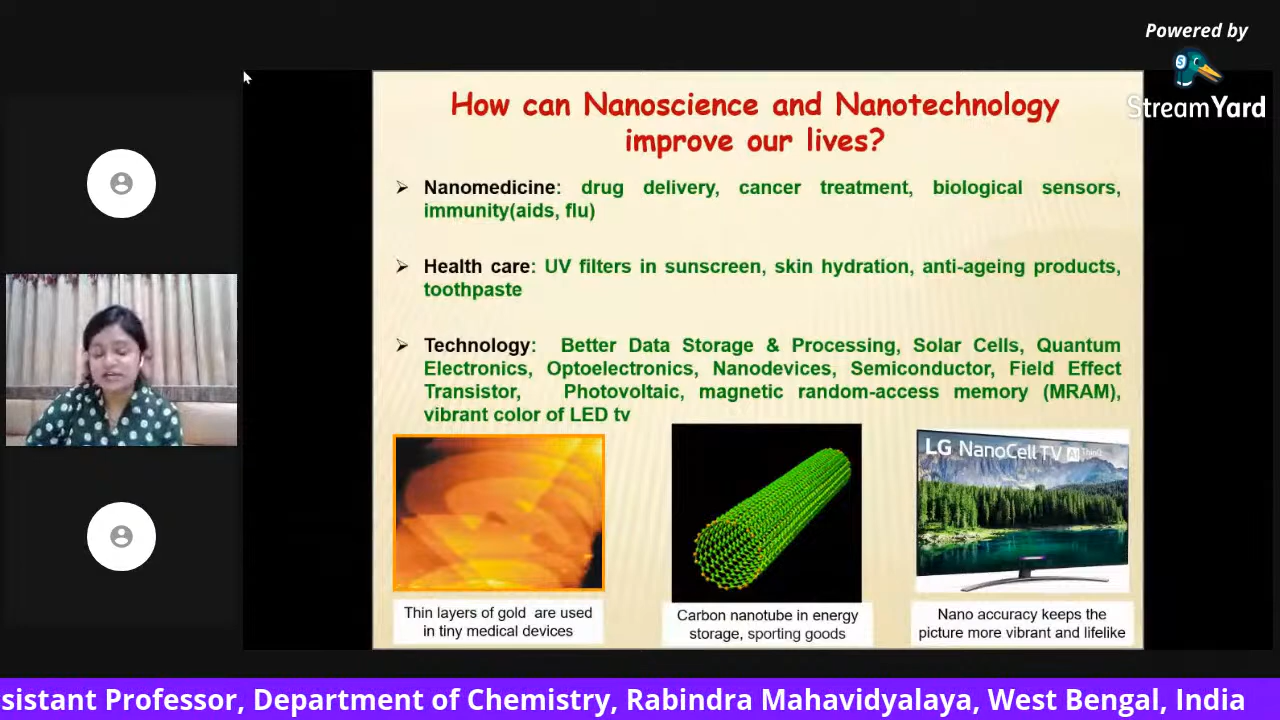 Powered by
StreamYard
How can Nanoscience and Nanotechnology
improve our lives?
➢ Nanomedicine: drug delivery, cancer treatment, biological sensors,
immunity(aids, flu)
➢ Health care: UV filters in sunscreen, skin hydration, anti-ageing products,
toothpaste
➢ Technology: Better Data Storage & Processing, Solar Cells, Quantum
Electronics, Optoelectronics, Nanodevices, Semiconductor, Field Effect
Transistor, Photovoltaic, magnetic random-access memory (MRAM),
vibrant color of LED tv
LG NanoCell TV AI ThinQ
Thin layers of gold are used
in tiny medical devices
Carbon nanotube in energy
storage, sporting goods
Nano accuracy keeps the
picture more vibrant and lifelike
sistant Professor, Department of Chemistry, Rabindra Mahavidyalaya, West Bengal, India